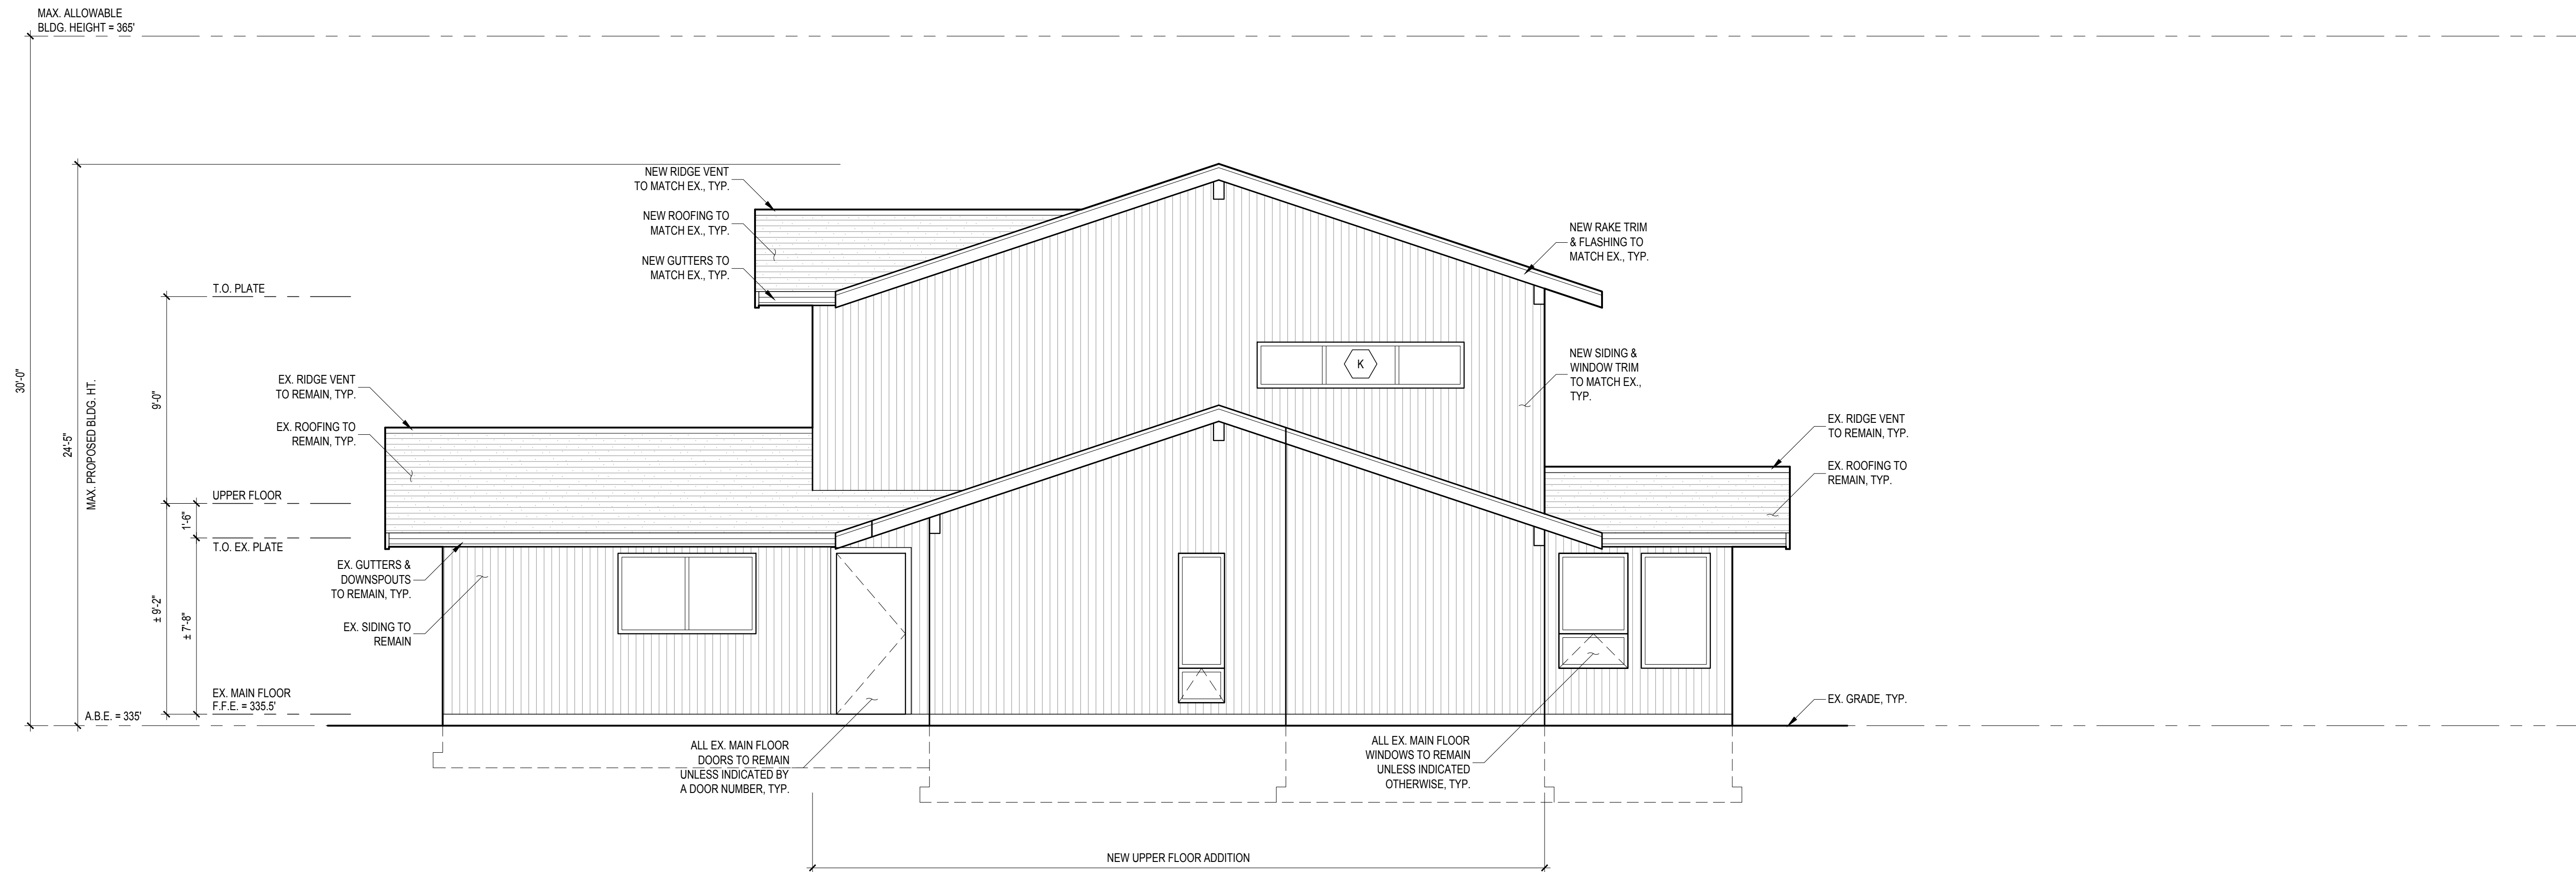 MAX. ALLOWABLE
BLDG. HEIGHT = 365'
NEW RIDGE VENT
TO MATCH EX., TYP.
NEW ROOFING TO
MATCH EX., TYP.
NEW GUTTERS TO
MATCH EX., TYP.
NEW RAKE TRIM
& FLASHING TO
MATCH EX., TYP.
T.O. PLATE
30'-0"
24'-5"
MAX. PROPOSED BLDG. HT.
9'-0"
K
NEW SIDING &
WINDOW TRIM
TO MATCH EX.,
TYP.
EX. RIDGE VENT
TO REMAIN, TYP.
EX. ROOFING TO
REMAIN, TYP.
EX. RIDGE VENT
TO REMAIN, TYP.
EX. ROOFING TO
REMAIN, TYP.
UPPER FLOOR
1'-6"
T.O. EX. PLATE
EX. GUTTERS &
DOWNSPOUTS
TO REMAIN, TYP.
± 9'-2"
± 7'-8"
EX. SIDING TO
REMAIN
EX. MAIN FLOOR
F.F.E. = 335.5'
A.B.E. = 335'
EX. GRADE, TYP.
ALL EX. MAIN FLOOR
DOORS TO REMAIN
UNLESS INDICATED BY
A DOOR NUMBER, TYP.
ALL EX. MAIN FLOOR
WINDOWS TO REMAIN
UNLESS INDICATED
OTHERWISE, TYP.
NEW UPPER FLOOR ADDITION